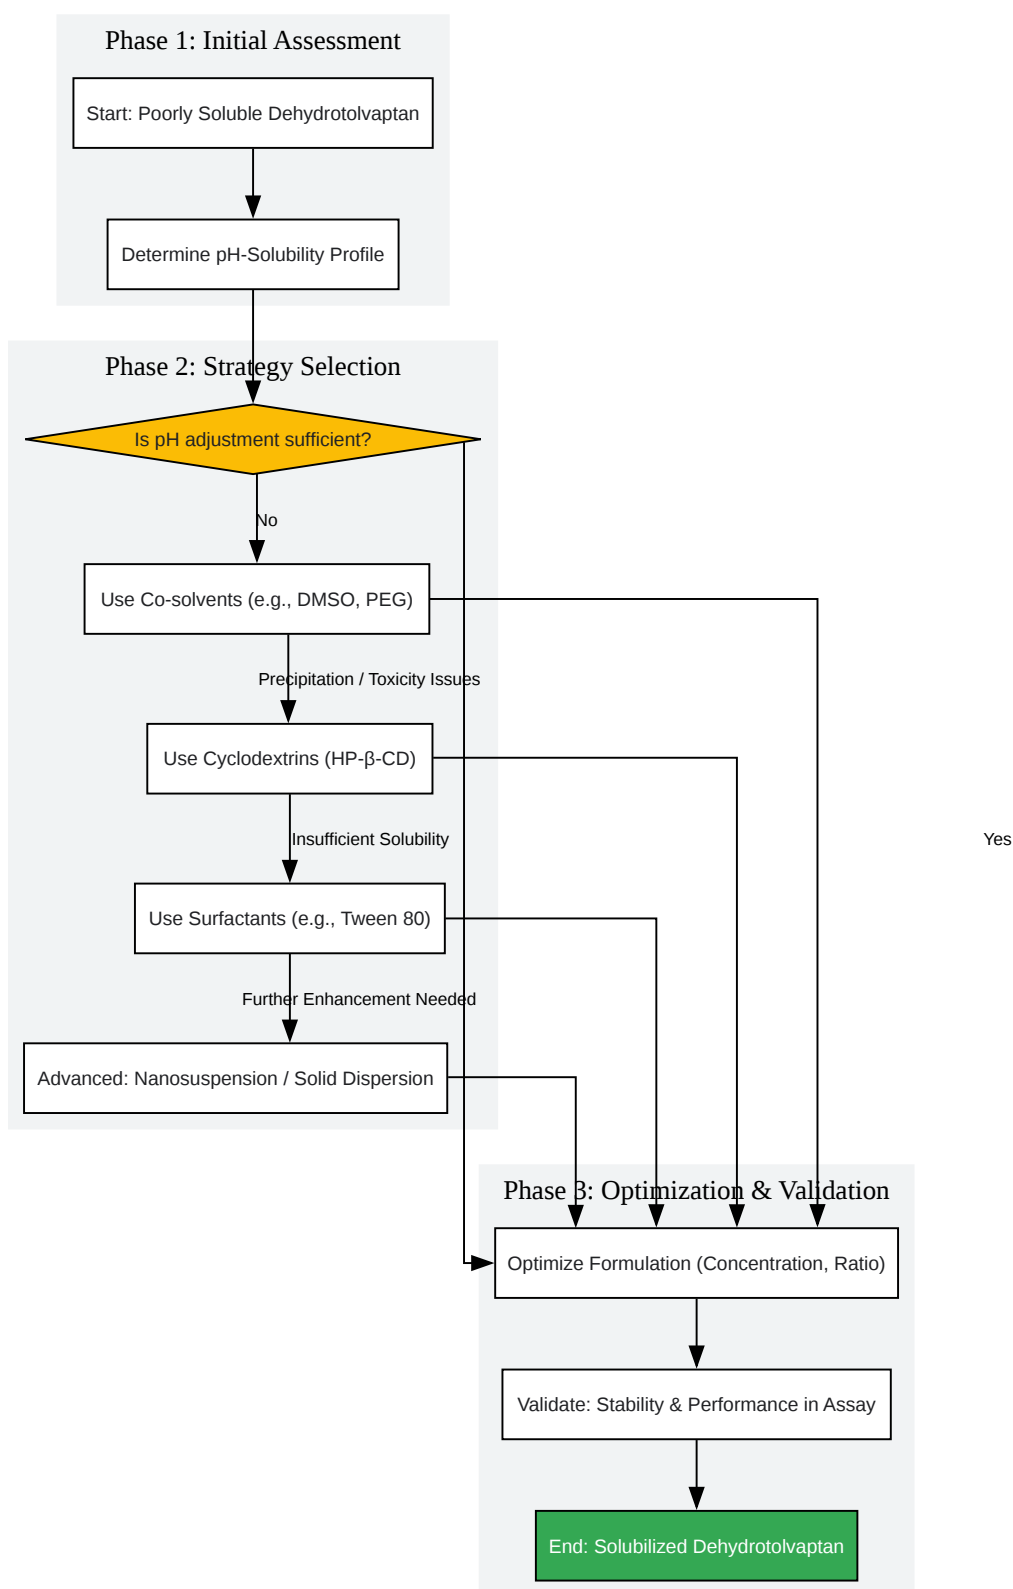 Phase 1: Initial Assessment
Start: Poorly Soluble Dehydrotolvaptan
Determine pH-Solubility Profile
Phase 2: Strategy Selection
Is pH adjustment sufficient?
No
Use Co-solvents (e.g., DMSO, PEG)
Precipitation / Toxicity Issues
Use Cyclodextrins (HP-β-CD)
Insufficient Solubility
Yes
Use Surfactants (e.g., Tween 80)
Further Enhancement Needed
Advanced: Nanosuspension / Solid Dispersion
Phase 3: Optimization & Validation
Optimize Formulation (Concentration, Ratio)
Validate: Stability & Performance in Assay
End: Solubilized Dehydrotolvaptan